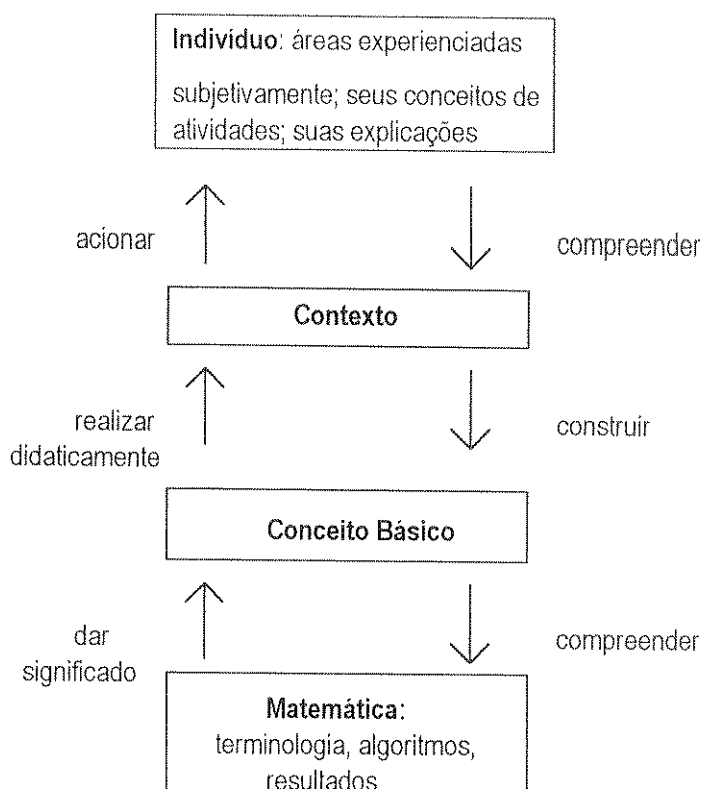 Indivíduo: áreas experienciadas
subjetivamente; seus conceitos de
atividades; suas explicações
acionar
compreender
Contexto
realizar
didaticamente
construir
Conceito Básico
dar
significado
compreender
Matemática:
terminologia, algoritmos,
resultados